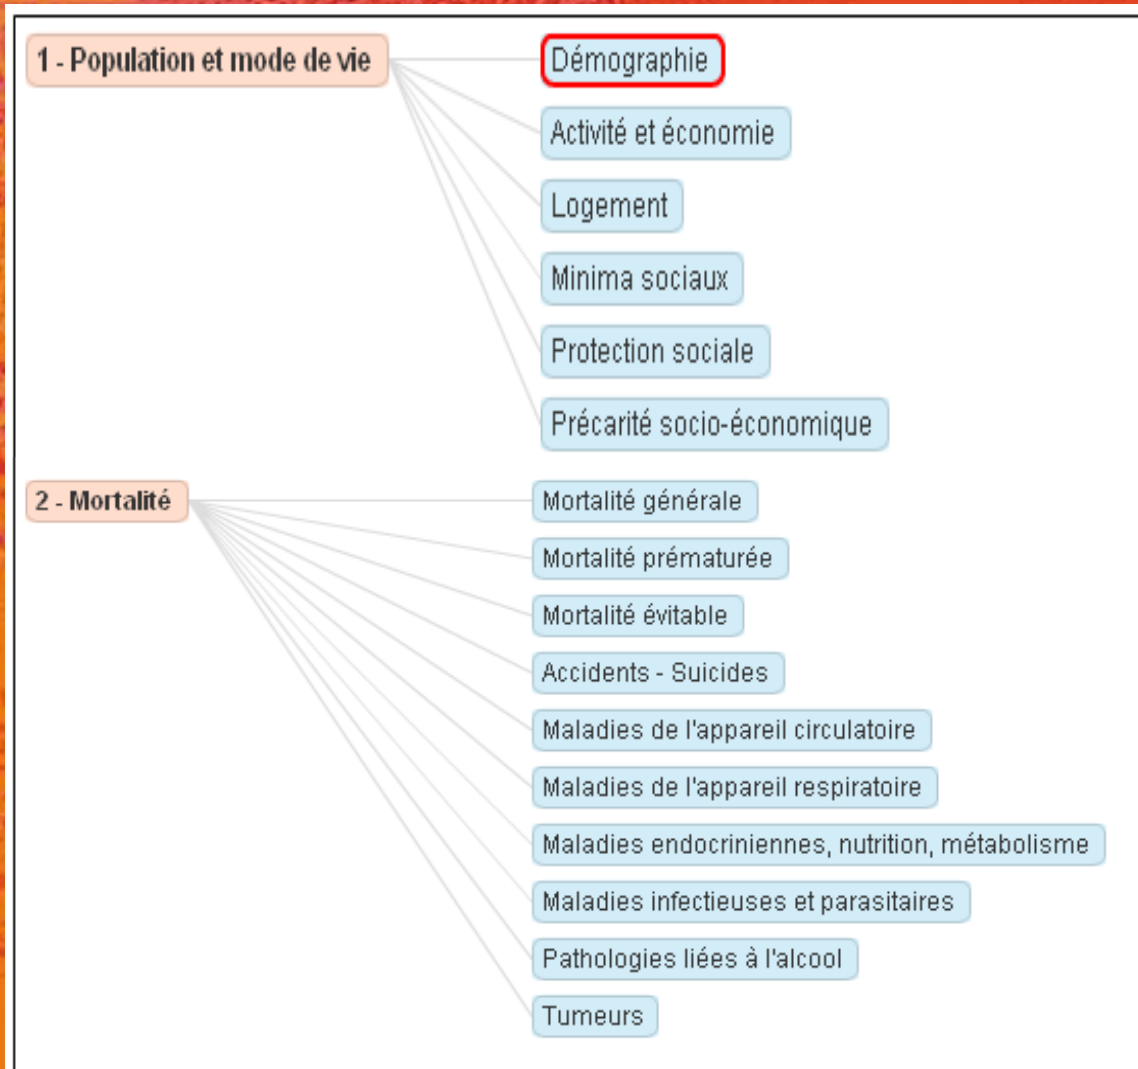 1 - Population et mode de vie
Démographie
Activité et économie
Logement
Minima sociaux
Protection sociale
Précarité socio-économique
2 - Mortalité
Mortalité générale
Mortalité prématurée
Mortalité évitable
Accidents - Suicides
Maladies de l'appareil circulatoire
Maladies de l'appareil respiratoire
Maladies endocriniennes, nutrition, métabolisme
Maladies infectieuses et parasitaires
Pathologies liées à l'alcool
Tumeurs